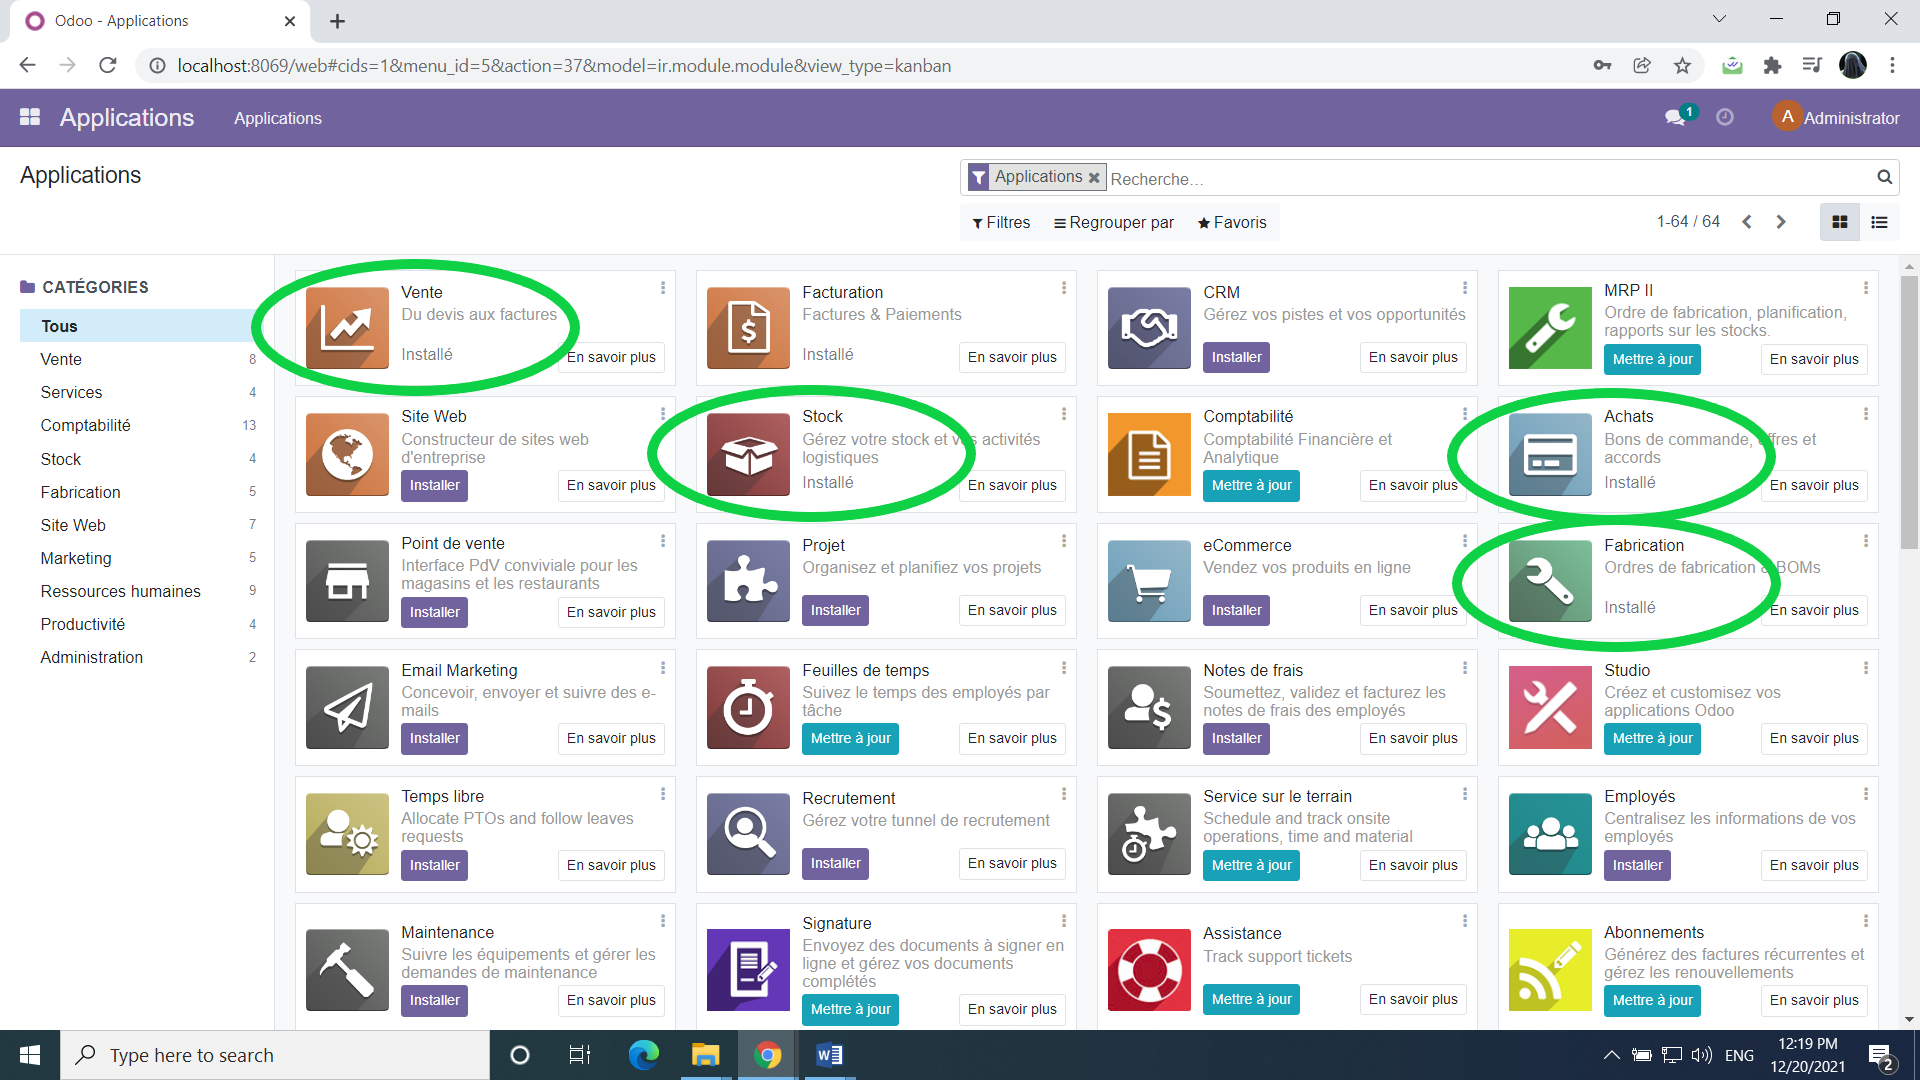 Odoo - Applications
localhost:8069/web#cids=1&menu_id=5&action=37&model=ir.module.module&view_type=kanban
Applications
Applications
1
A
Administrator
Applications
Applications
Recherche...
Filtres
Regrouper par
Favoris
1-64 / 64
CATÉGORIES
Tous
Vente 8
Services 4
Comptabilité 13
Stock 4
Fabrication 5
Site Web 7
Marketing 5
Ressources humaines 9
Productivité 4
Administration 2
Vente
Du devis aux factures
Installé
En savoir plus
Facturation
Factures & Paiements
Installé
En savoir plus
CRM
Gérez vos pistes et vos opportunités
Installer
En savoir plus
MRP II
Ordre de fabrication, planification,
rapports sur les stocks.
Mettre à jour
En savoir plus
Site Web
Constructeur de sites web
d'entreprise
Installer
En savoir plus
Stock
Gérez votre stock et vos activités
logistiques
Installé
En savoir plus
Comptabilité
Comptabilité Financière et
Analytique
Mettre à jour
En savoir plus
Achats
Bons de commande, offres et
accords
Installé
En savoir plus
Point de vente
Interface PdV conviviale pour les
magasins et les restaurants
Installer
En savoir plus
Projet
Organisez et planifiez vos projets
Installer
En savoir plus
eCommerce
Vendez vos produits en ligne
Installer
En savoir plus
Fabrication
Ordres de fabrication & BOMs
Installé
En savoir plus
Email Marketing
Concevoir, envoyer et suivre des e-
mails
Installer
En savoir plus
Feuilles de temps
Suivez le temps des employés par
tâche
Mettre à jour
En savoir plus
Notes de frais
Soumettez, validez et facturez les
notes de frais des employés
Installer
En savoir plus
Studio
Créez et customisez vos
applications Odoo
Mettre à jour
En savoir plus
Temps libre
Allocate PTOs and follow leaves
requests
Installer
En savoir plus
Recrutement
Gérez votre tunnel de recrutement
Installer
En savoir plus
Service sur le terrain
Schedule and track onsite
operations, time and material
Mettre à jour
En savoir plus
Employés
Centralisez les informations de vos
employés
Installer
En savoir plus
Maintenance
Suivre les équipements et gérer les
demandes de maintenance
Installer
En savoir plus
Signature
Envoyez des documents à signer en
ligne et gérez vos documents
complétés
Mettre à jour
En savoir plus
Assistance
Track support tickets
Mettre à jour
En savoir plus
Abonnements
Générez des factures récurrentes et
gérez les renouvellements
Mettre à jour
En savoir plus
Type here to search
ENG
12:19 PM
12/20/2021
2